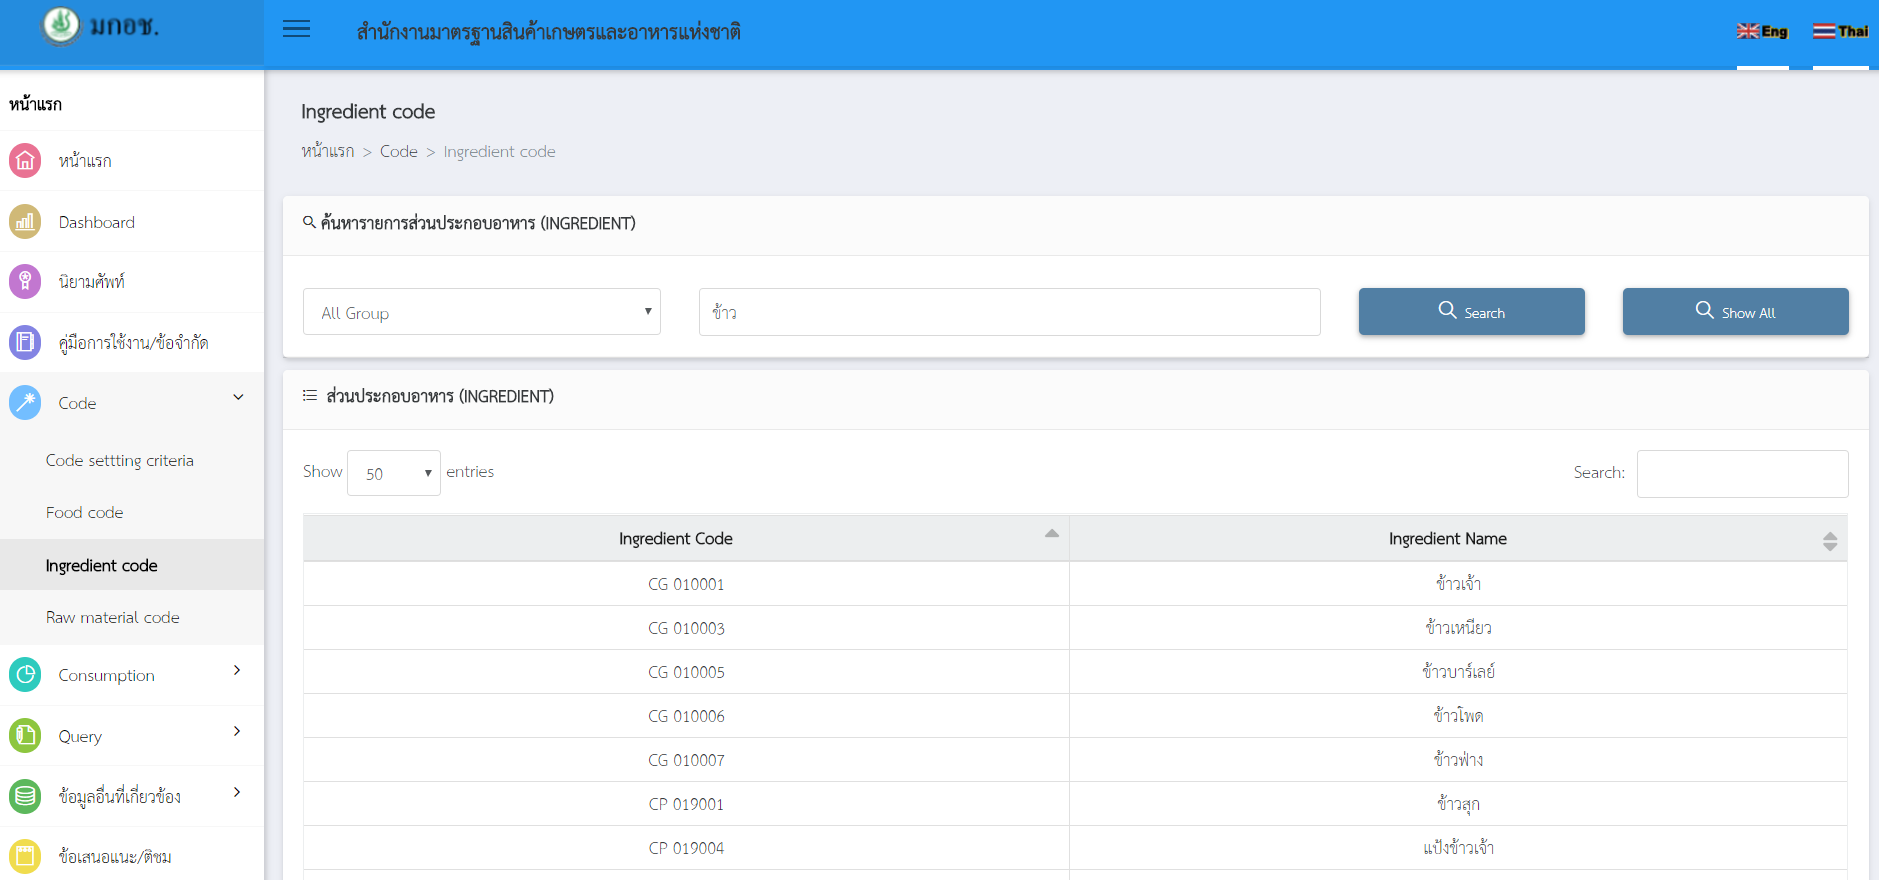 มกอช.
สำนักงานมาตรฐานสินค้าเกษตรและอาหารแห่งชาติ
Eng
Thai
หน้าแรก
หน้าแรก
Dashboard
นิยามศัพท์
คู่มือการใช้งาน/ข้อจำกัด
Code
Code settting criteria
Food code
Ingredient code
Raw material code
Consumption
Query
ข้อมูลอื่นที่เกี่ยวข้อง
ข้อเสนอแนะ/ติชม
Ingredient code
หน้าแรก > Code > Ingredient code
ค้นหารายการส่วนประกอบอาหาร (INGREDIENT)
All Group
ข้าว
Search
Show All
ส่วนประกอบอาหาร (INGREDIENT)
Show 50 entries
Search:
Ingredient Code Ingredient Name
CG 010001 ข้าวเจ้า
CG 010003 ข้าวเหนียว
CG 010005 ข้าวบาร์เลย์
CG 010006 ข้าวโพด
CG 010007 ข้าวฟ่าง
CP 019001 ข้าวสุก
CP 019004 แป้งข้าวเจ้า